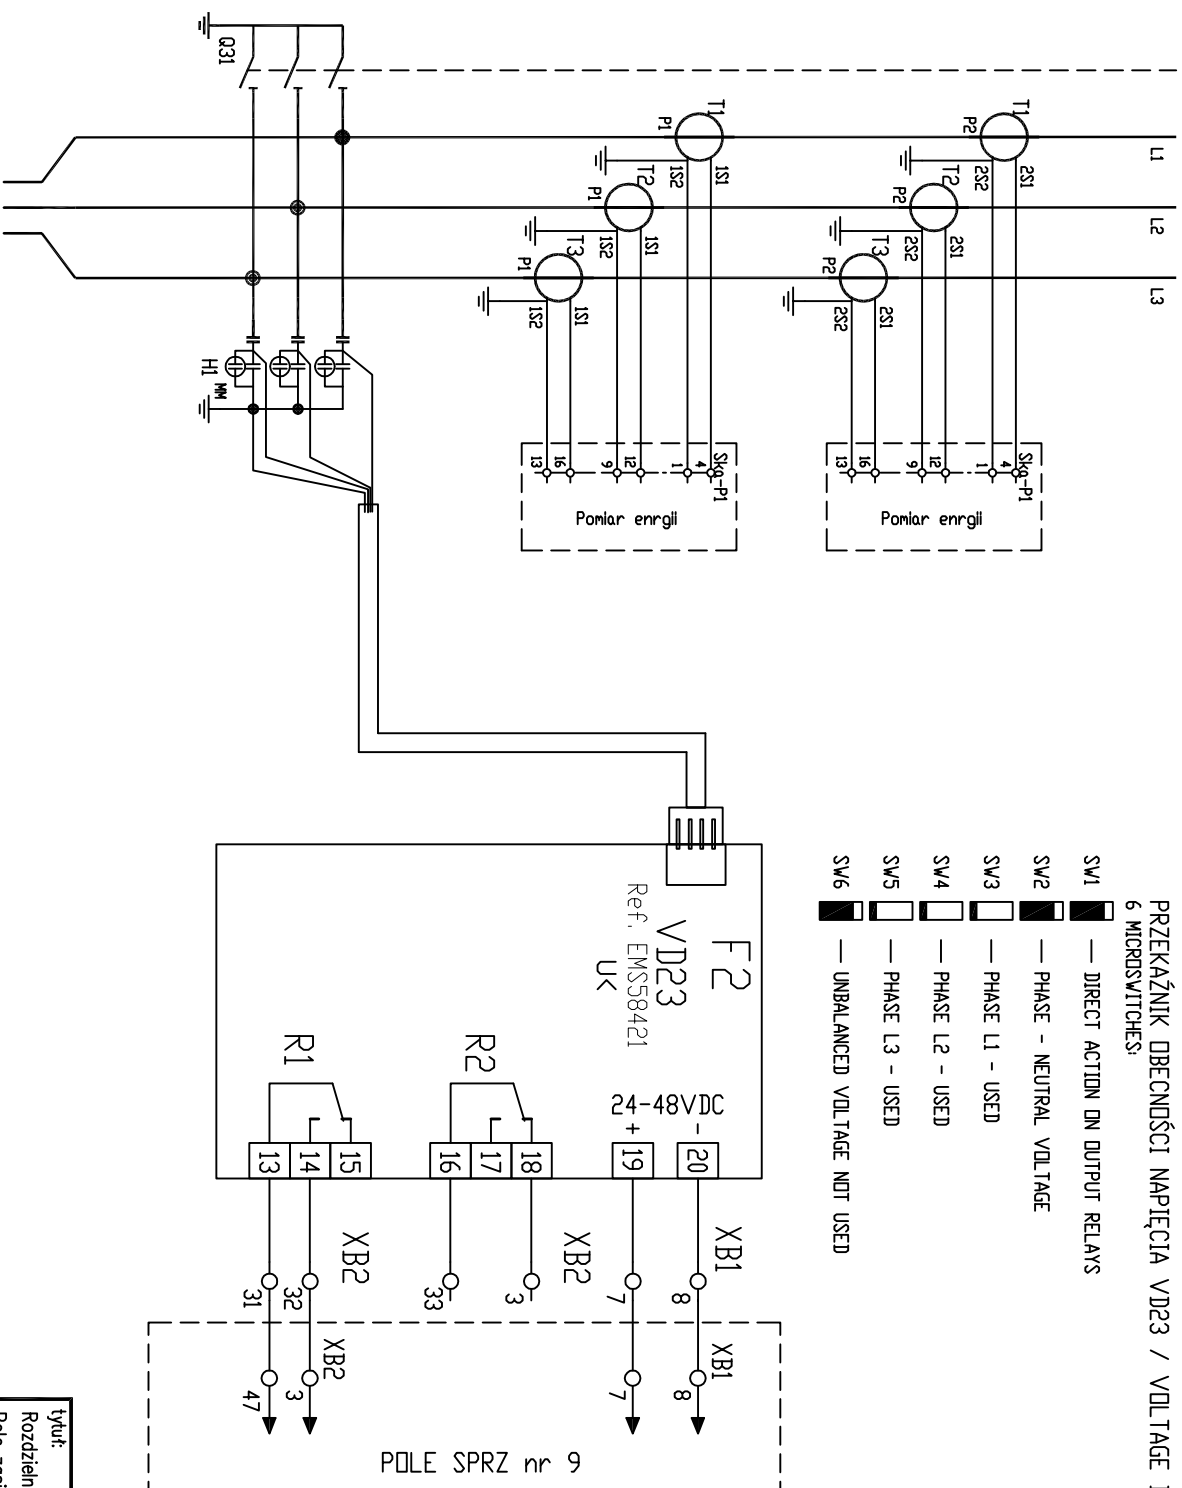 PRZEKAŹNIK OBECNOŚCI NAPIĘCIA VD23 / VOLTAGE
6 MICROSWITCHES:
SW1 — DIRECT ACTION ON OUTPUT RELAYS
SW2 — PHASE - NEUTRAL VOLTAGE
SW3 — PHASE L1 - USED
SW4 — PHASE L2 - USED
SW5 — PHASE L3 - USED
SW6 — UNBALANCED VOLTAGE NOT USED
L1
L2
L3
Q31
T1
P2
2S1
2S2
T2
P2
2S1
2S2
T3
P2
2S1
2S2
T1
P1
1S1
1S2
T2
P1
1S1
1S2
T3
P1
1S1
1S2
Ska-P1
4
1
12
9
16
13
Pomiar enrgii
Ska-P1
4
1
12
9
16
13
Pomiar enrgii
H1
MM
F2
VD23
Ref. EMS58421
UK
24-48VDC
+
-
R2
R1
20
19
18
17
16
15
14
13
XB1
8
7
XB2
3
33
XB2
32
31
XB1
8
7
XB2
3
47
POLE SPRZ nr 9
tytuł:
Rozdzieln